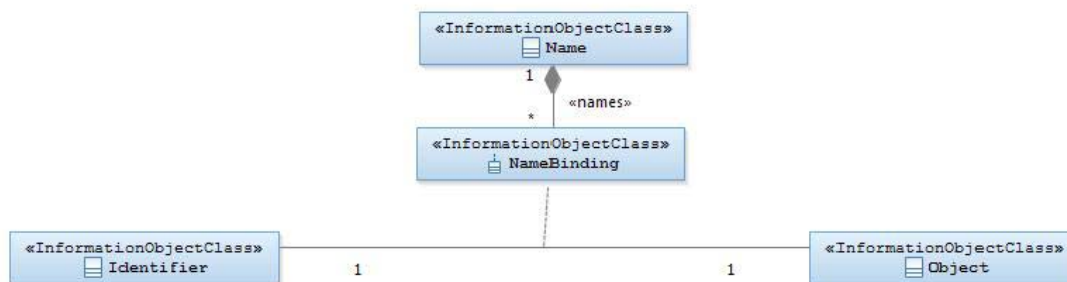 «InformationObjectClass»
Name
1
«names»
*
«InformationObjectClass»
NameBinding
«InformationObjectClass»
Identifier
1
1
«InformationObjectClass»
Object